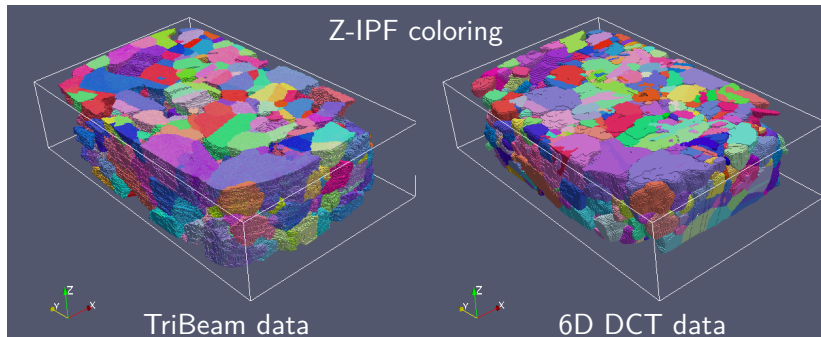 Z-IPF coloring
Z
Y
X
Z
Y
X
TriBeam data
6D DCT data